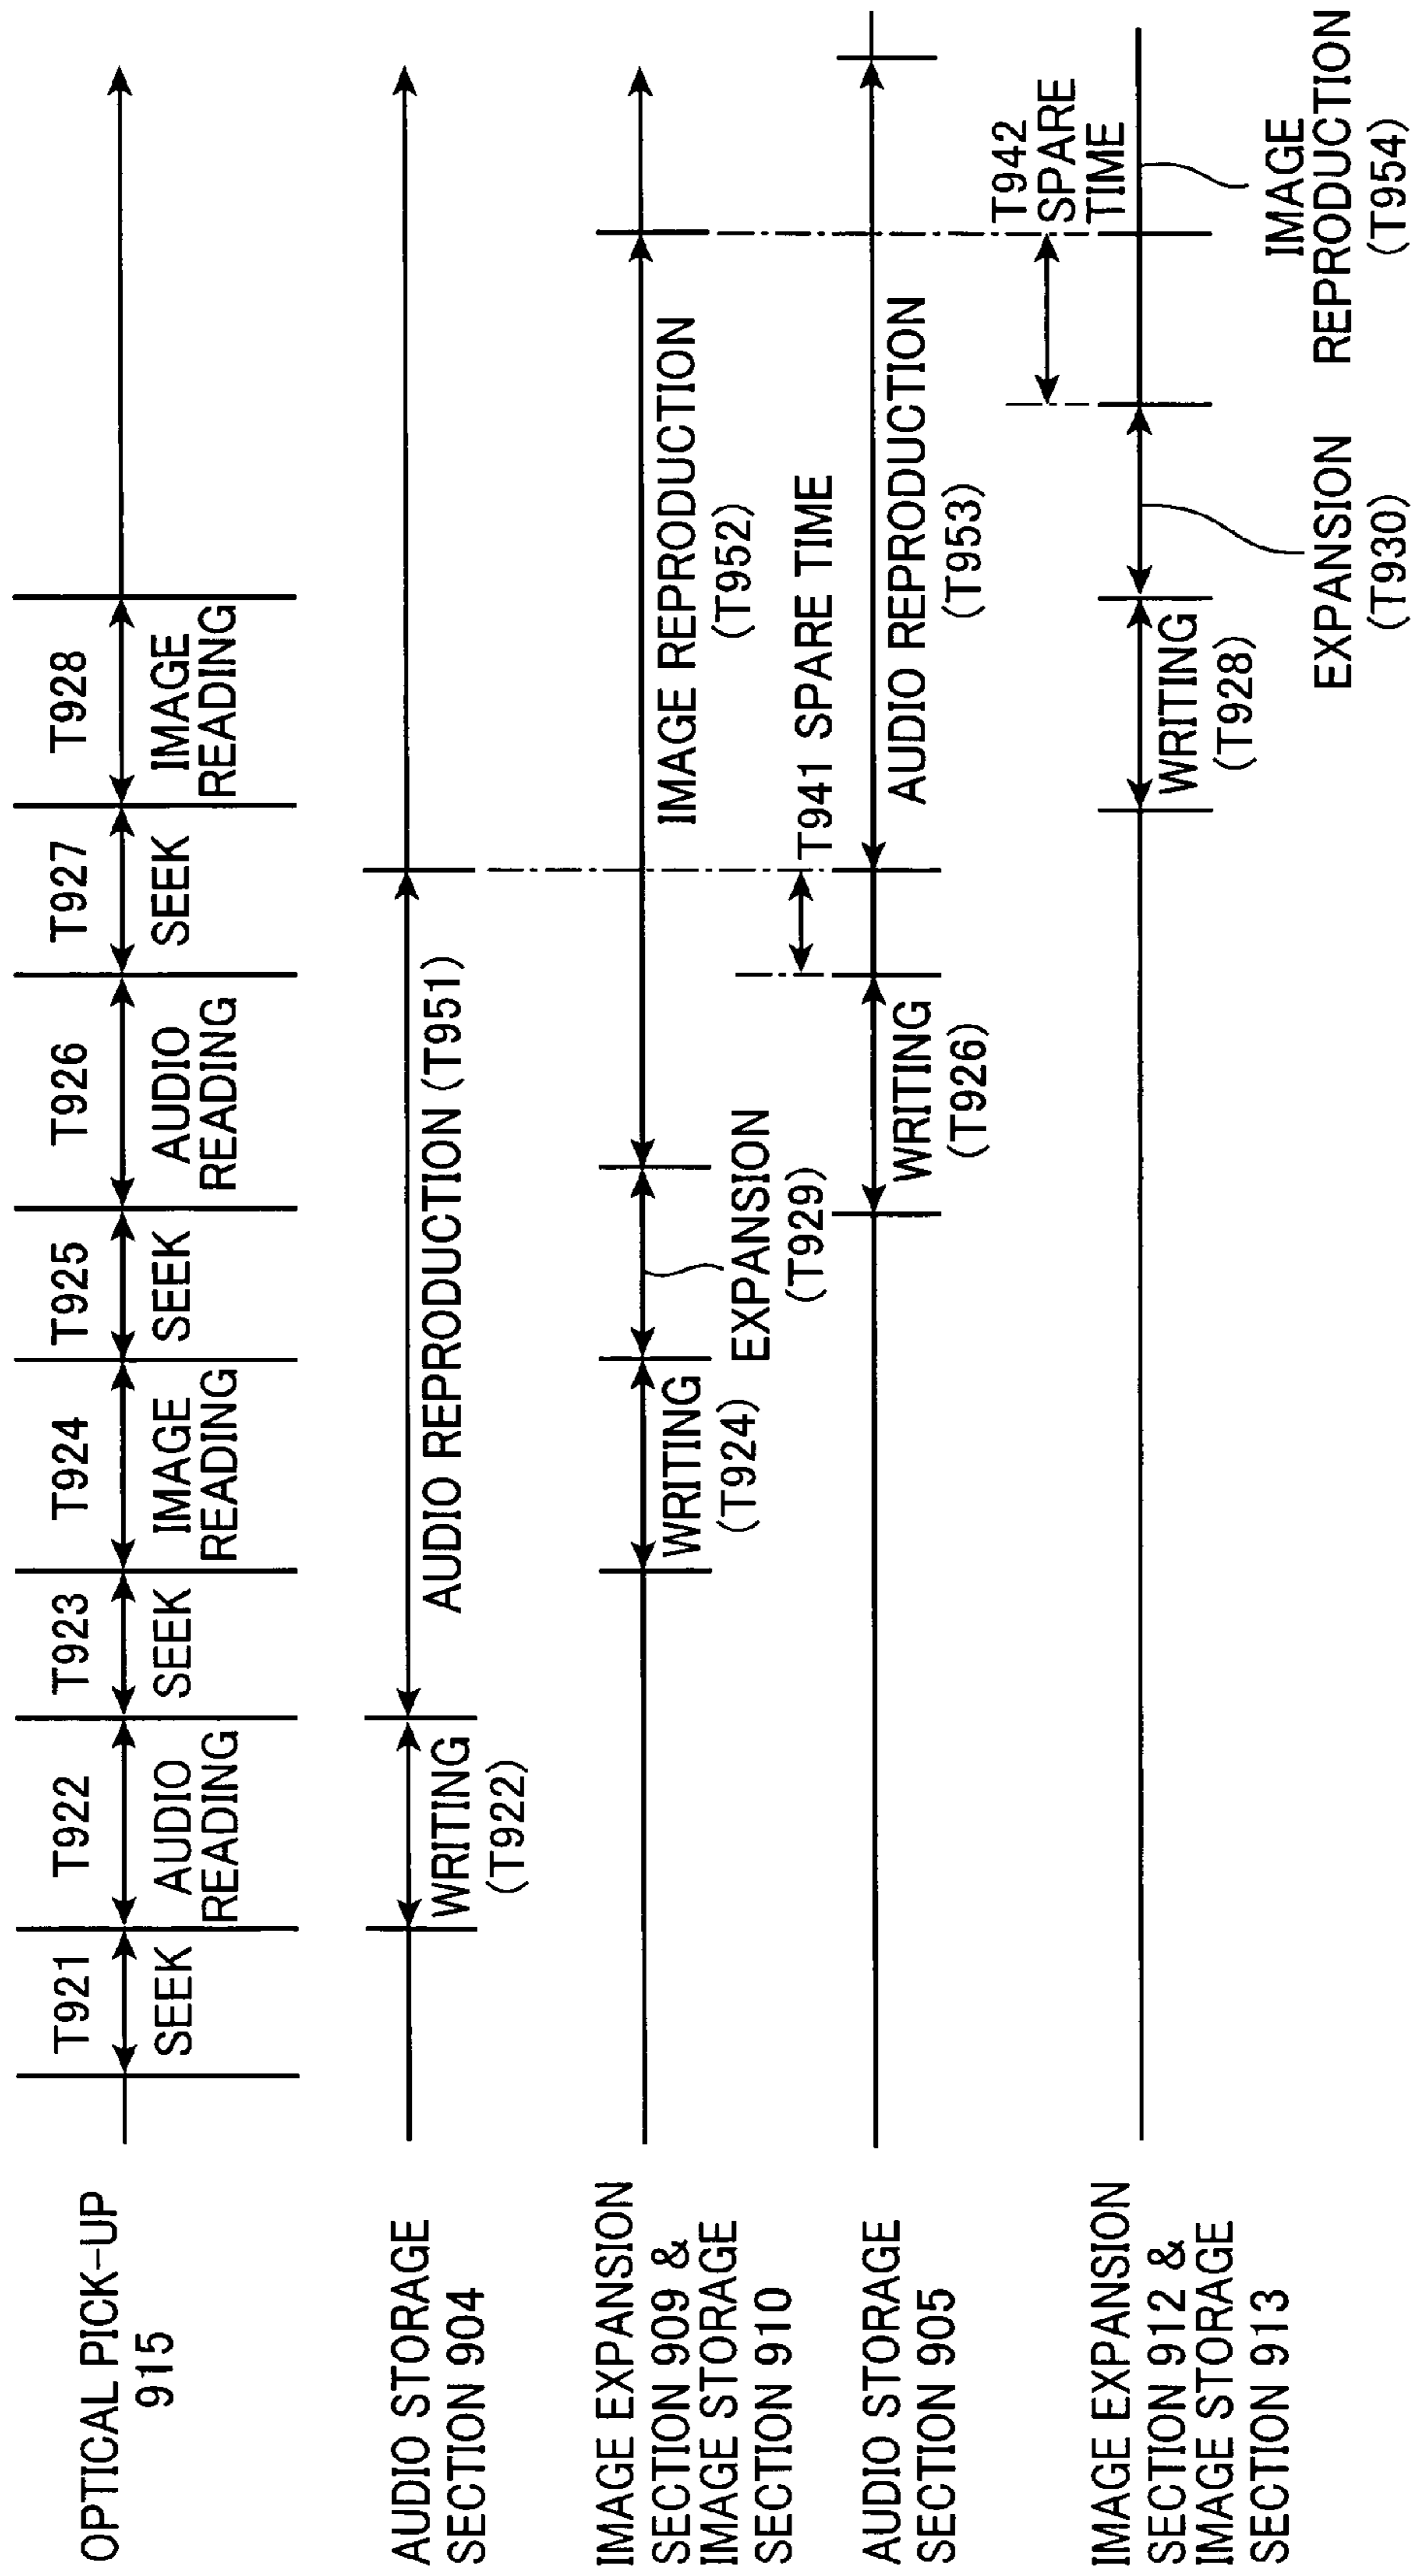 OPTICAL PICK-UP
915
T921
SEEK
T922
AUDIO
READING
T923
SEEK
T924
IMAGE
READING
T925
SEEK
T926
AUDIO
READING
T927
SEEK
T928
IMAGE
READING
AUDIO STORAGE
SECTION 904
WRITING
(T922)
AUDIO REPRODUCTION (T951)
IMAGE EXPANSION
SECTION 909 &
IMAGE STORAGE
SECTION 910
WRITING
(T924)
EXPANSION
(T929)
IMAGE REPRODUCTION
(T952)
T941 SPARE TIME
AUDIO STORAGE
SECTION 905
WRITING
(T926)
AUDIO REPRODUCTION
(T953)
T942
SPARE
TIME
IMAGE EXPANSION
SECTION 912 &
IMAGE STORAGE
SECTION 913
WRITING
(T928)
EXPANSION
(T930)
IMAGE
REPRODUCTION
(T954)